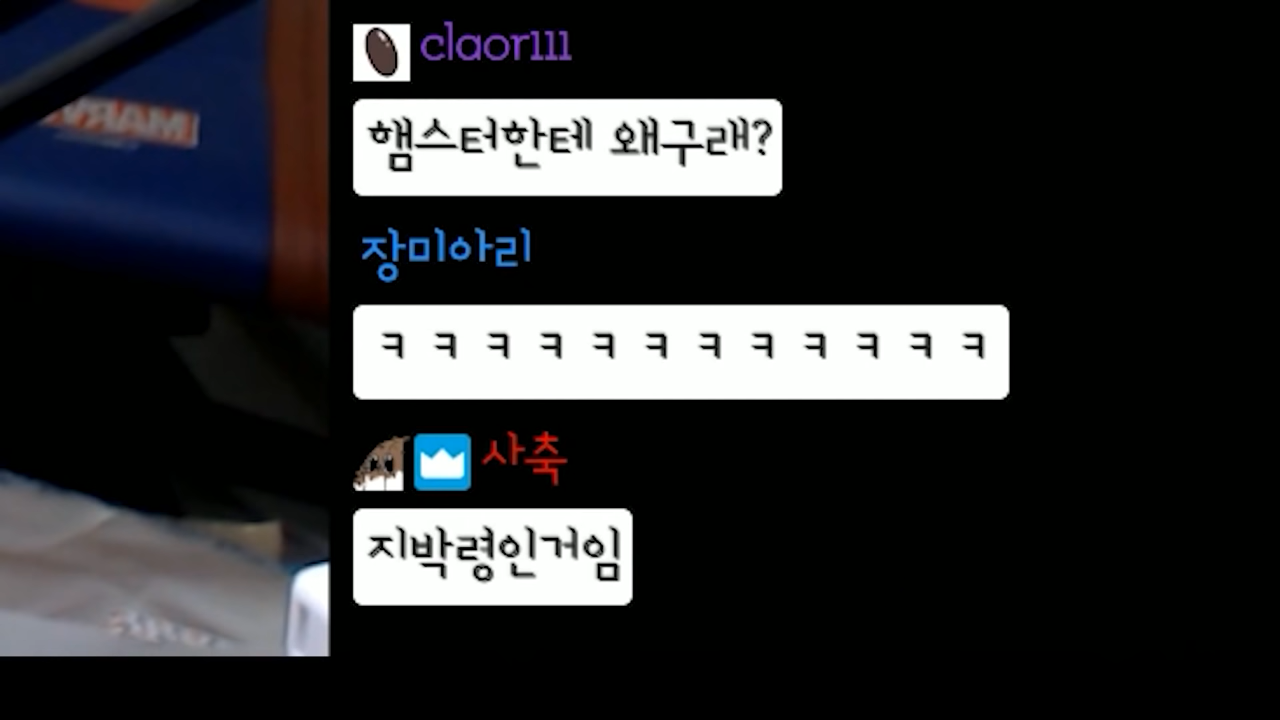 claor111
햄스터한테 왜구래?
장미아리
ㅋ ㅋ ㅋ ㅋ ㅋ ㅋ ㅋ ㅋ ㅋ ㅋ ㅋ ㅋ
사축
지박령인거임